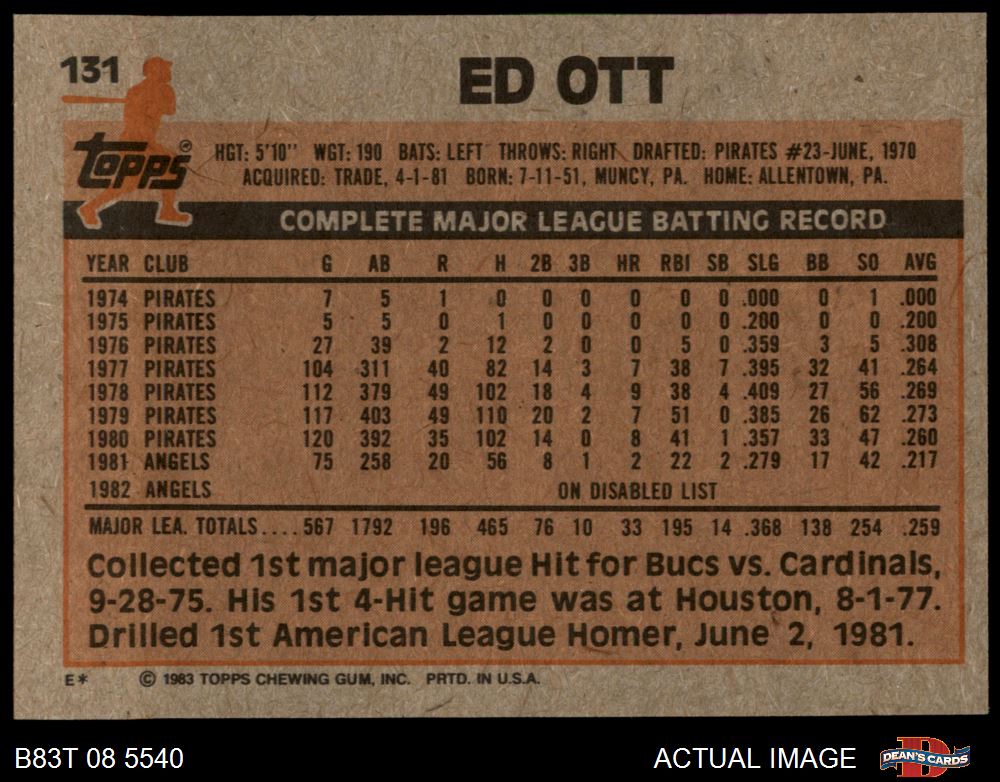 131
ED OTT
Topps®
HGT: 5'10" WGT: 190 BATS: LEFT THROWS: RIGHT DRAFTED: PIRATES #23-JUNE, 1970
ACQUIRED: TRADE, 4-1-81 BORN: 7-11-51, MUNCY, PA. HOME: ALLENTOWN, PA.
COMPLETE MAJOR LEAGUE BATTING RECORD
YEAR CLUB G AB R H 2B 3B HR RBI SB SLG BB SO AVG
1974 PIRATES 7 5 1 0 0 0 0 0 0 .000 0 1 .000
1975 PIRATES 5 5 0 1 0 0 0 0 0 .200 0 0 .200
1976 PIRATES 27 39 2 12 2 0 0 5 0 .359 3 5 .308
1977 PIRATES 104 311 40 82 14 3 7 38 7 .395 32 41 .264
1978 PIRATES 112 379 49 102 18 4 9 38 4 .409 27 56 .269
1979 PIRATES 117 403 49 110 20 2 7 51 0 .385 26 62 .273
1980 PIRATES 120 392 35 102 14 0 8 41 1 .357 33 47 .260
1981 ANGELS 75 258 20 56 8 1 2 22 2 .279 17 42 .217
1982 ANGELS ON DISABLED LIST
MAJOR LEA. TOTALS.... 567 1792 196 465 76 10 33 195 14 .368 138 254 .259
Collected 1st major league Hit for Bucs vs. Cardinals,
9-28-75. His 1st 4-Hit game was at Houston, 8-1-77.
Drilled 1st American League Homer, June 2, 1981.
E* © 1983 TOPPS CHEWING GUM, INC. PRTD. IN U.S.A.
B83T 08 5540 ACTUAL IMAGE DEAN'S CARDS